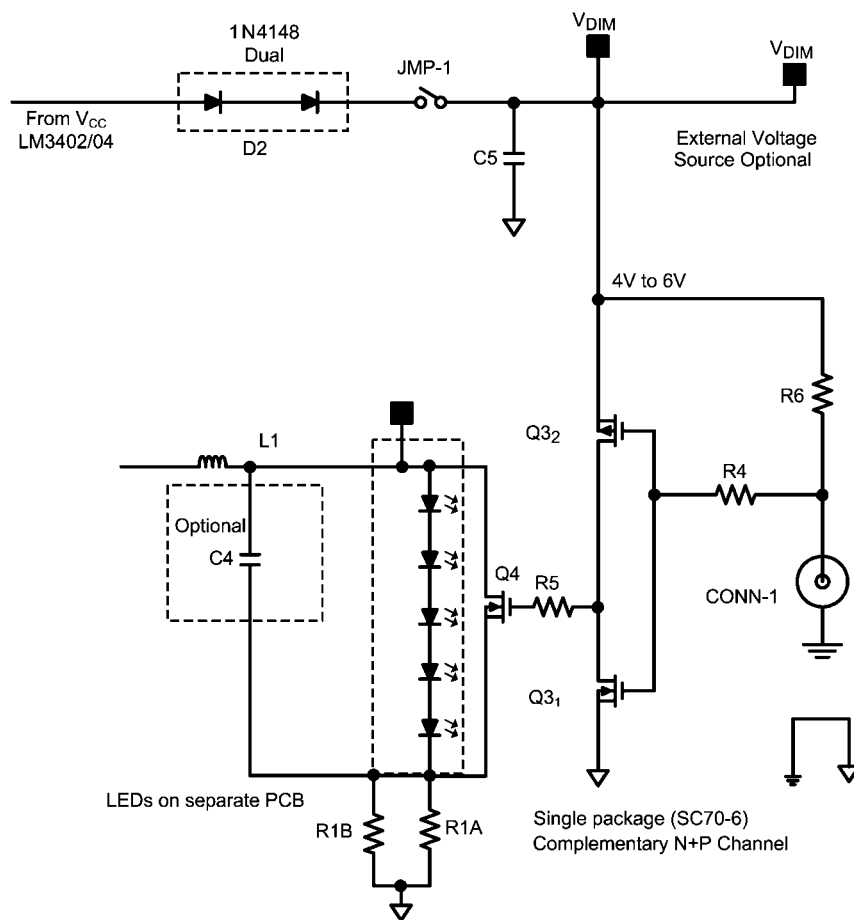 1N4148
Dual
V_DIM
V_DIM
JMP-1
From V_CC
LM3402/04
D2
C5
External Voltage
Source Optional
4V to 6V
R6
Q3₂
L1
R4
Optional
C4
Q4
R5
CONN-1
Q3₁
LEDs on separate PCB
R1B
R1A
Single package (SC70-6)
Complementary N+P Channel